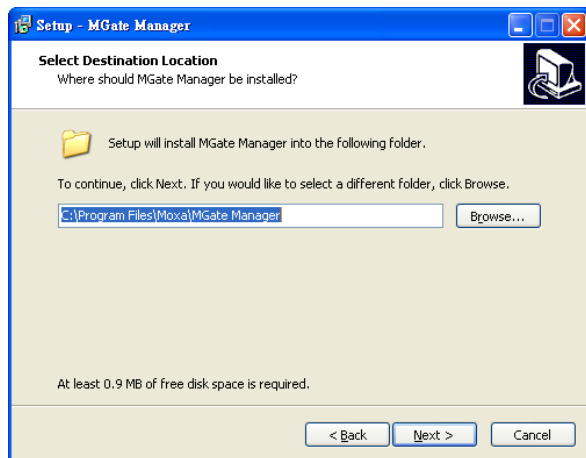 Setup - MGate Manager
Select Destination Location
Where should MGate Manager be installed?
Setup will install MGate Manager into the following folder.
To continue, click Next. If you would like to select a different folder, click Browse.
C:\Program Files\Moxa\MGate Manager
Browse...
At least 0.9 MB of free disk space is required.
< Back
Next >
Cancel